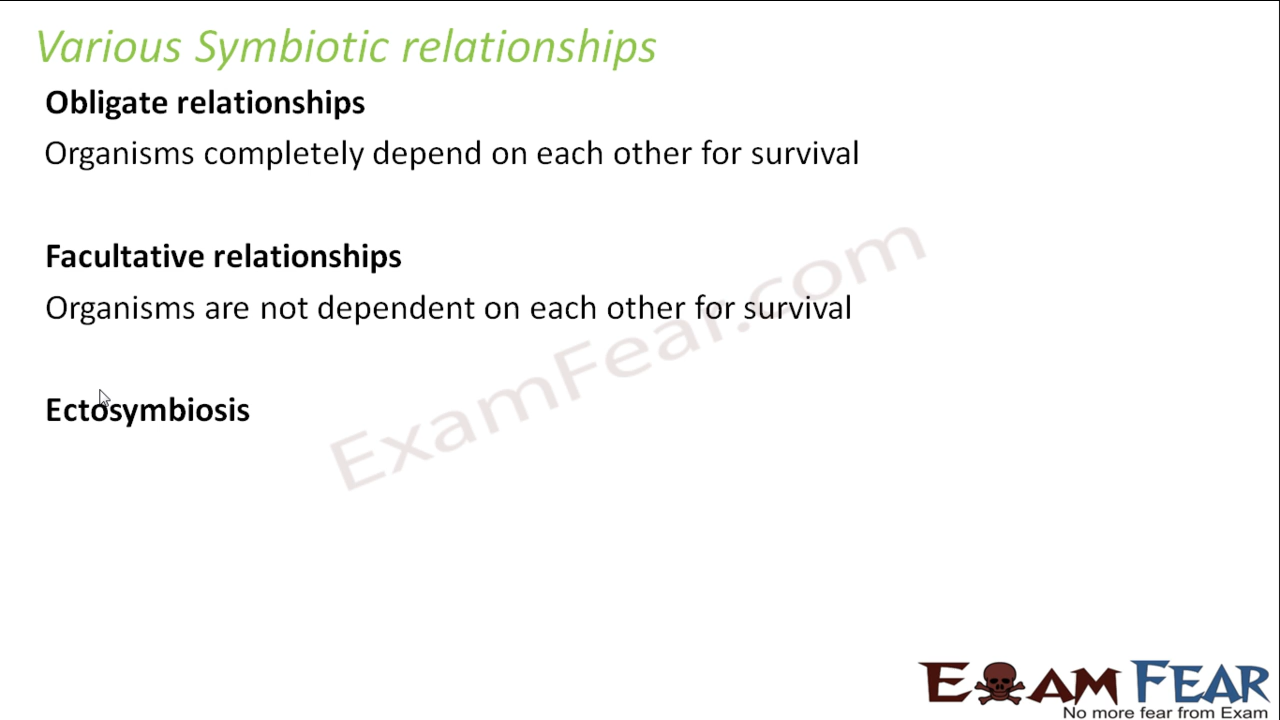 Various Symbiotic relationships
Obligate relationships
Organisms completely depend on each other for survival
Facultative relationships
Organisms are not dependent on each other for survival
Ectosymbiosis
ExamFear.com
EXAM FEAR
No more fear from Exam